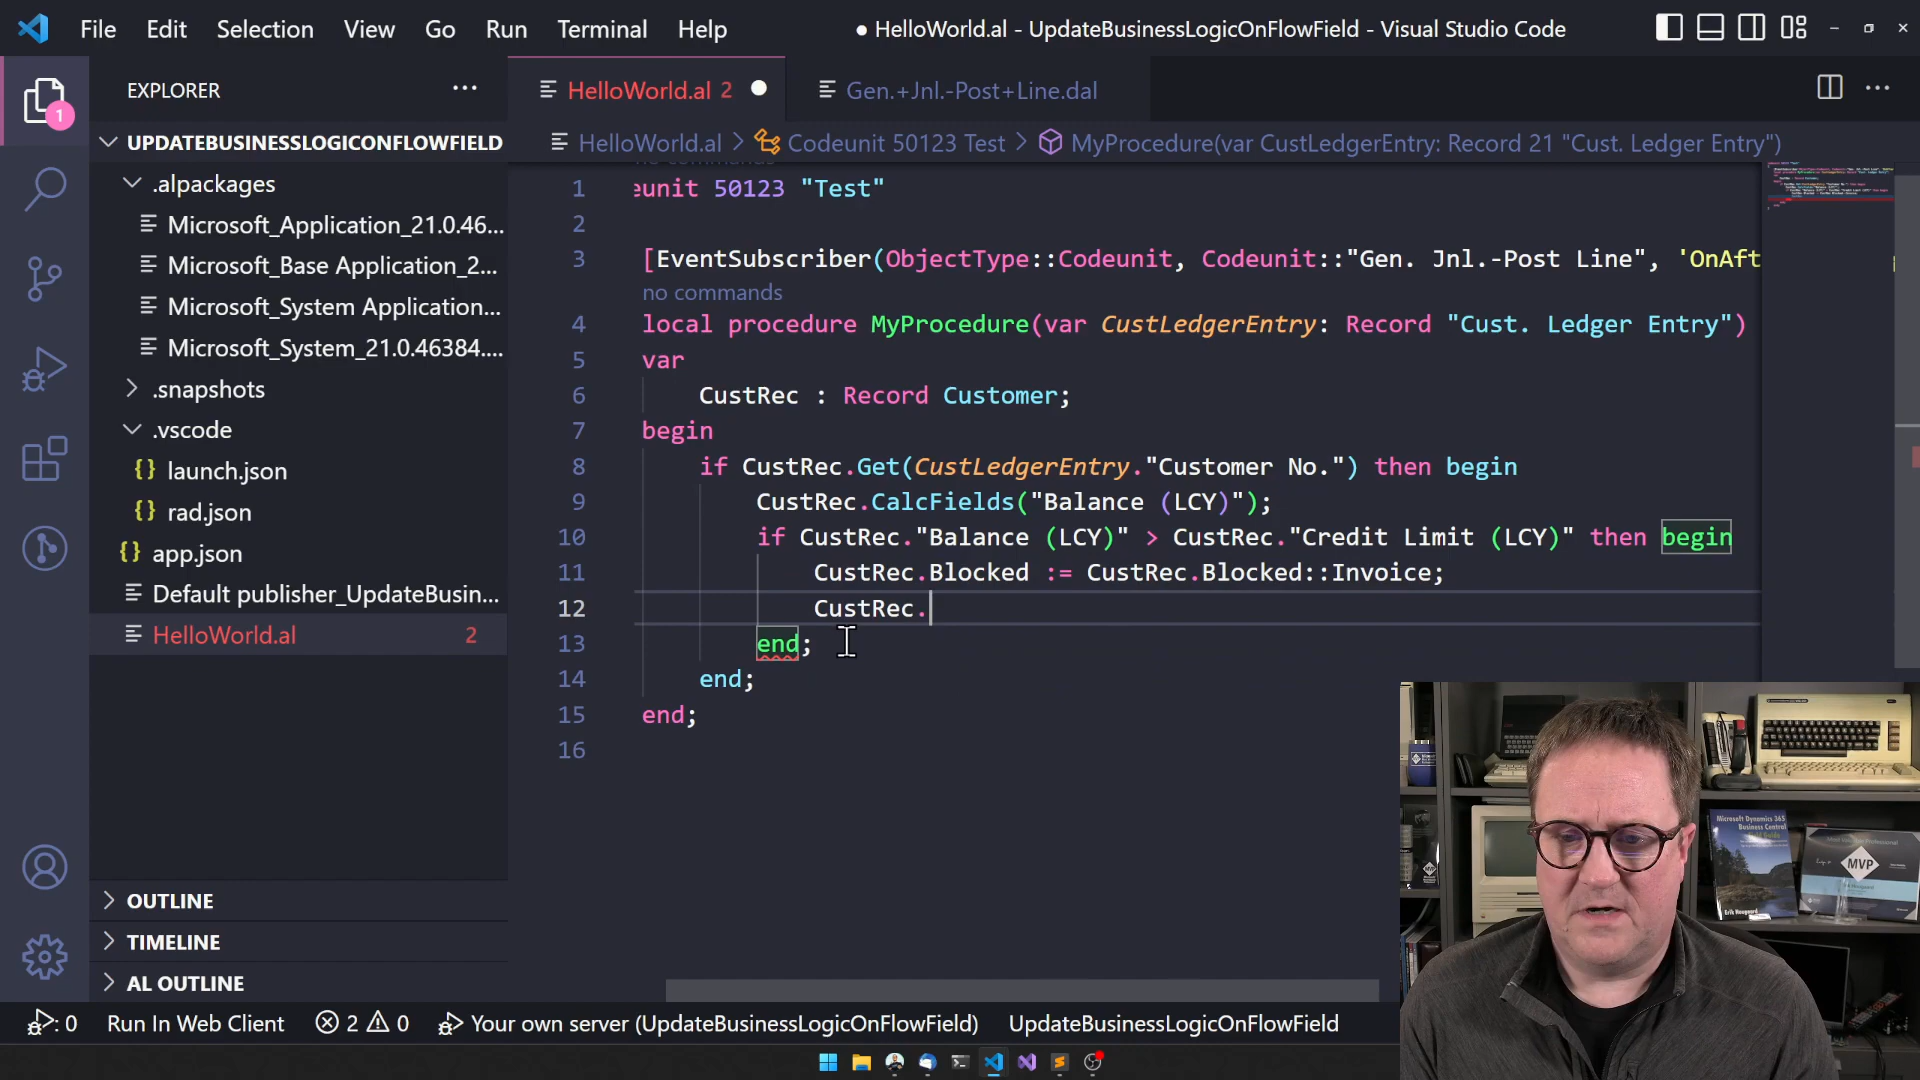 File Edit Selection View Go Run Terminal Help
● HelloWorld.al - UpdateBusinessLogicOnFlowField - Visual Studio Code
1
EXPLORER
UPDATEBUSINESSLOGICONFLOWFIELD
.alpackages
Microsoft_Application_21.0.46...
Microsoft_Base Application_2...
Microsoft_System Application...
Microsoft_System_21.0.46384....
.snapshots
.vscode
{} launch.json
{} rad.json
{} app.json
Default publisher_UpdateBusin...
HelloWorld.al 2
OUTLINE
TIMELINE
AL OUTLINE
HelloWorld.al 2 ●
Gen.+Jnl.-Post+Line.dal
HelloWorld.al > Codeunit 50123 Test > MyProcedure(var CustLedgerEntry: Record 21 "Cust. Ledger Entry")
1 eunit 50123 "Test"
2
3 [EventSubscriber(ObjectType::Codeunit, Codeunit::"Gen. Jnl.-Post Line", 'OnAft
no commands
4 local procedure MyProcedure(var CustLedgerEntry: Record "Cust. Ledger Entry")
5 var
6 CustRec : Record Customer;
7 begin
8 if CustRec.Get(CustLedgerEntry."Customer No.") then begin
9 CustRec.CalcFields("Balance (LCY)");
10 if CustRec."Balance (LCY)" > CustRec."Credit Limit (LCY)" then begin
11 CustRec.Blocked := CustRec.Blocked::Invoice;
12 CustRec.
13 end;
14 end;
15 end;
16
Microsoft Dynamics 365
Business Central
MVP
: 0 Run In Web Client 2 0 Your own server (UpdateBusinessLogicOnFlowField) UpdateBusinessLogicOnFlowField